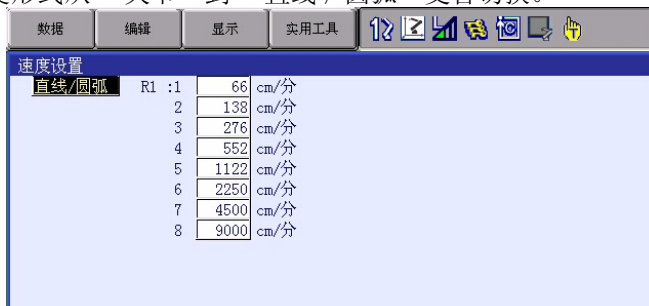 数据 编辑 显示 实用工具
速度设置
直线/圆弧 R1 :1 66 cm/分
2 138 cm/分
3 276 cm/分
4 552 cm/分
5 1122 cm/分
6 2250 cm/分
7 4500 cm/分
8 9000 cm/分